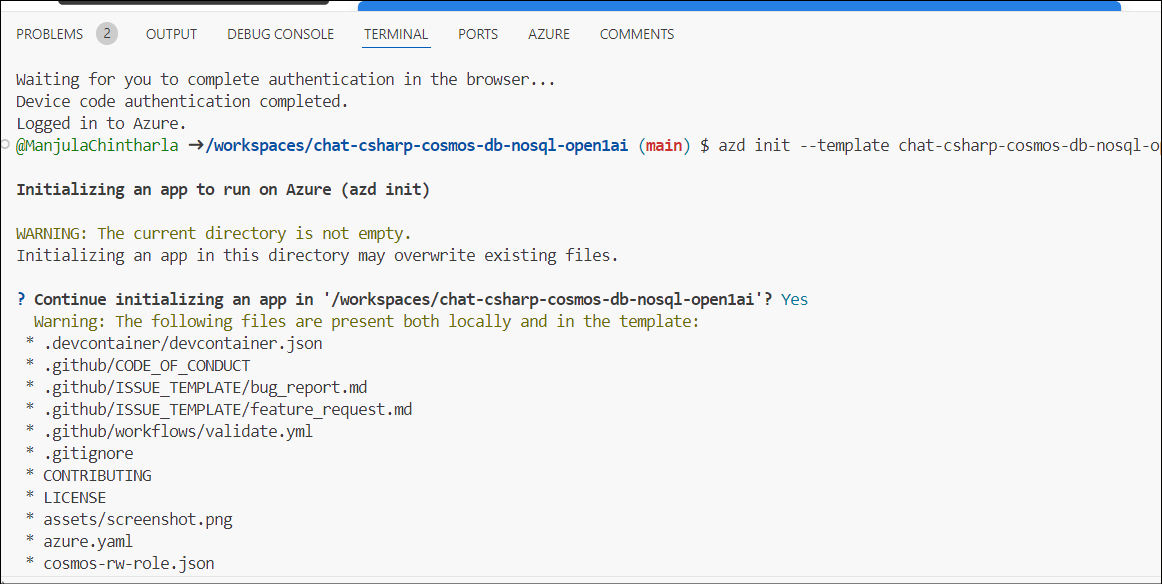 PROBLEMS 2 OUTPUT DEBUG CONSOLE TERMINAL PORTS AZURE COMMENTS
Waiting for you to complete authentication in the browser...
Device code authentication completed.
Logged in to Azure.
@ManjulaChintharla ➜/workspaces/chat-csharp-cosmos-db-nosql-open1ai (main) $ azd init --template chat-csharp-cosmos-db-nosql-o
Initializing an app to run on Azure (azd init)
WARNING: The current directory is not empty.
Initializing an app in this directory may overwrite existing files.
? Continue initializing an app in '/workspaces/chat-csharp-cosmos-db-nosql-open1ai'? Yes
Warning: The following files are present both locally and in the template:
* .devcontainer/devcontainer.json
* .github/CODE_OF_CONDUCT
* .github/ISSUE_TEMPLATE/bug_report.md
* .github/ISSUE_TEMPLATE/feature_request.md
* .github/workflows/validate.yml
* .gitignore
* CONTRIBUTING
* LICENSE
* assets/screenshot.png
* azure.yaml
* cosmos-rw-role.json